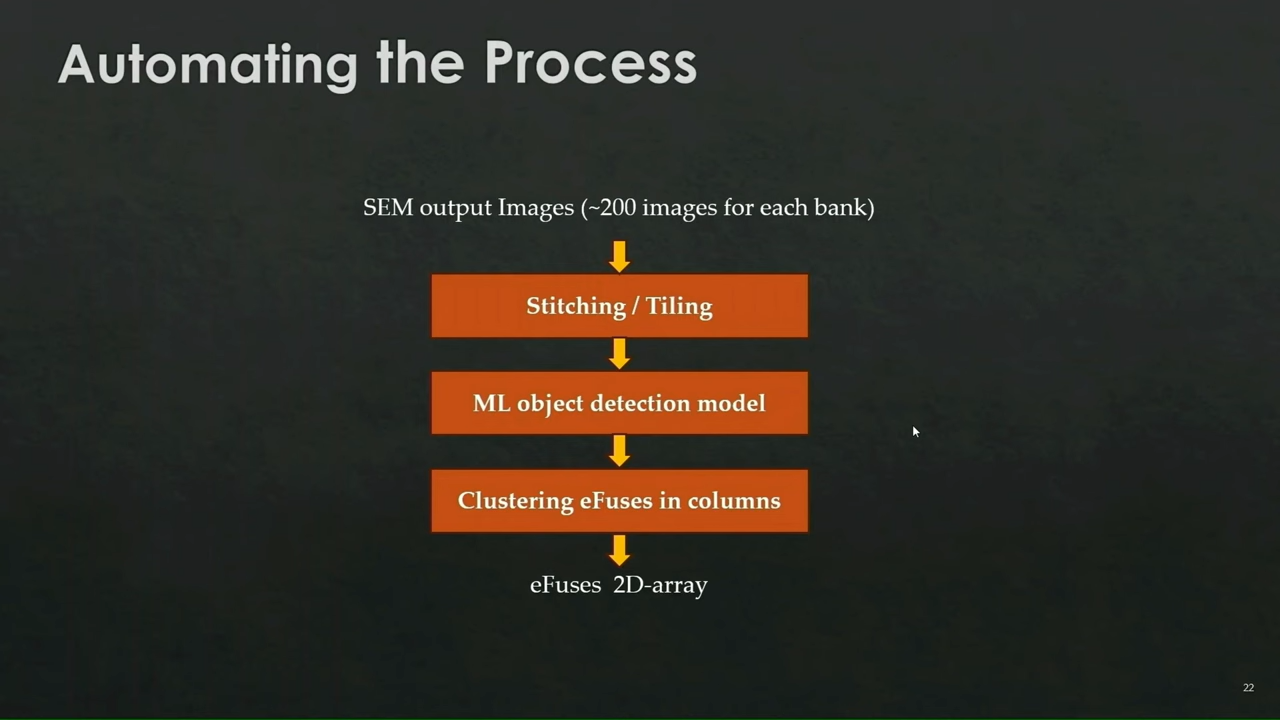 Automating the Process
SEM output Images (~200 images for each bank)
Stitching / Tiling
ML object detection model
Clustering eFuses in columns
eFuses 2D-array
22